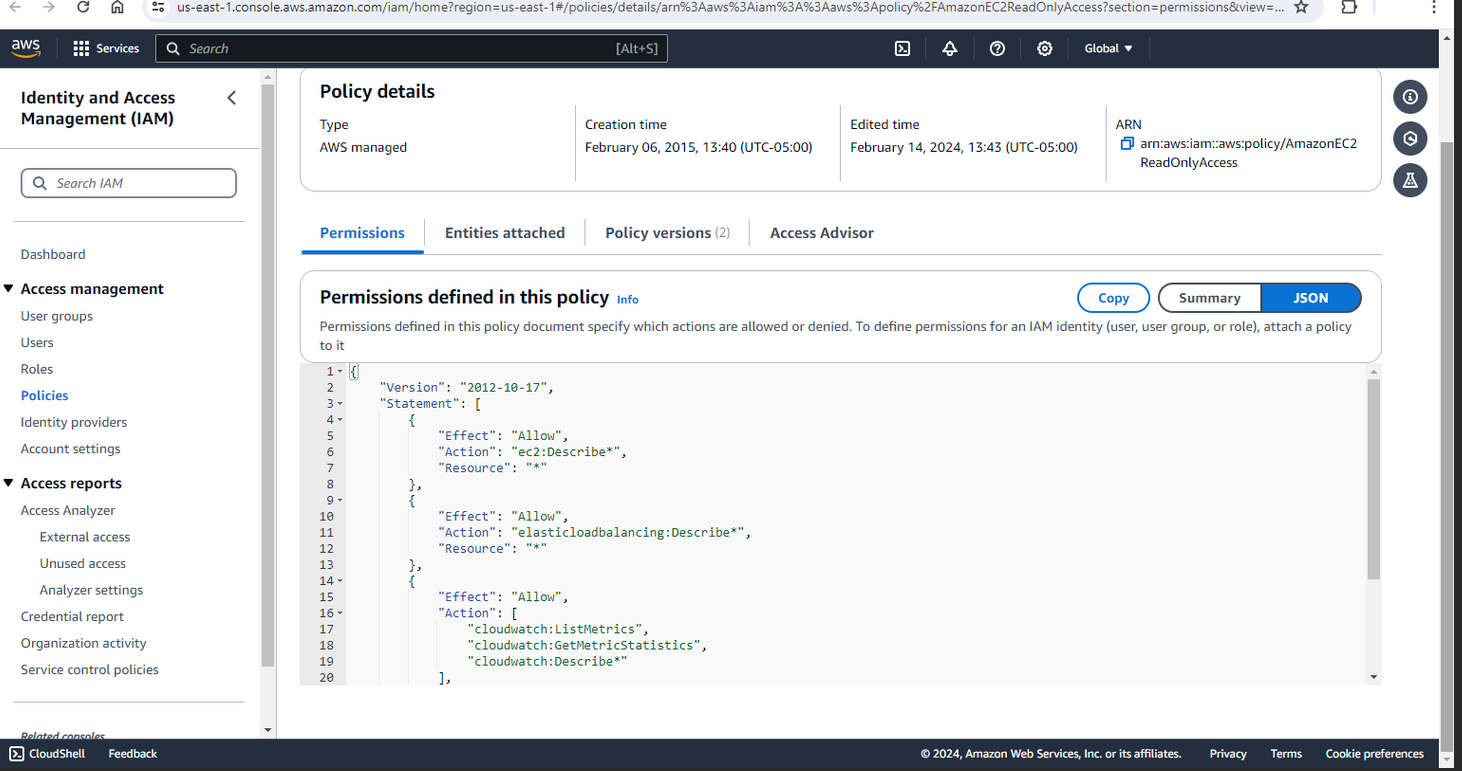 us-east-1.console.aws.amazon.com/iam/home?region=us-east-1#/policies/details/arn%3Aaws%3Aiam%3A%3Aaws%3Apolicy%2FAmazonEC2ReadOnlyAccess?section=permissions&view=...
aws
Services
Search
[Alt+S]
Global
Identity and Access
Management (IAM)
Search IAM
Dashboard
Access management
User groups
Users
Roles
Policies
Identity providers
Account settings
Access reports
Access Analyzer
External access
Unused access
Analyzer settings
Credential report
Organization activity
Service control policies
Related consoles
Policy details
Type
AWS managed
Creation time
February 06, 2015, 13:40 (UTC-05:00)
Edited time
February 14, 2024, 13:43 (UTC-05:00)
ARN
arn:aws:iam::aws:policy/AmazonEC2
ReadOnlyAccess
Permissions
Entities attached
Policy versions (2)
Access Advisor
Permissions defined in this policy Info
Copy
Summary
JSON
Permissions defined in this policy document specify which actions are allowed or denied. To define permissions for an IAM identity (user, user group, or role), attach a policy
to it
1 {
2 "Version": "2012-10-17",
3 "Statement": [
4 {
5 "Effect": "Allow",
6 "Action": "ec2:Describe*",
7 "Resource": "*"
8 },
9 {
10 "Effect": "Allow",
11 "Action": "elasticloadbalancing:Describe*",
12 "Resource": "*"
13 },
14 {
15 "Effect": "Allow",
16 "Action": [
17 "cloudwatch:ListMetrics",
18 "cloudwatch:GetMetricStatistics",
19 "cloudwatch:Describe*"
20 ],
CloudShell
Feedback
© 2024, Amazon Web Services, Inc. or its affiliates.
Privacy
Terms
Cookie preferences